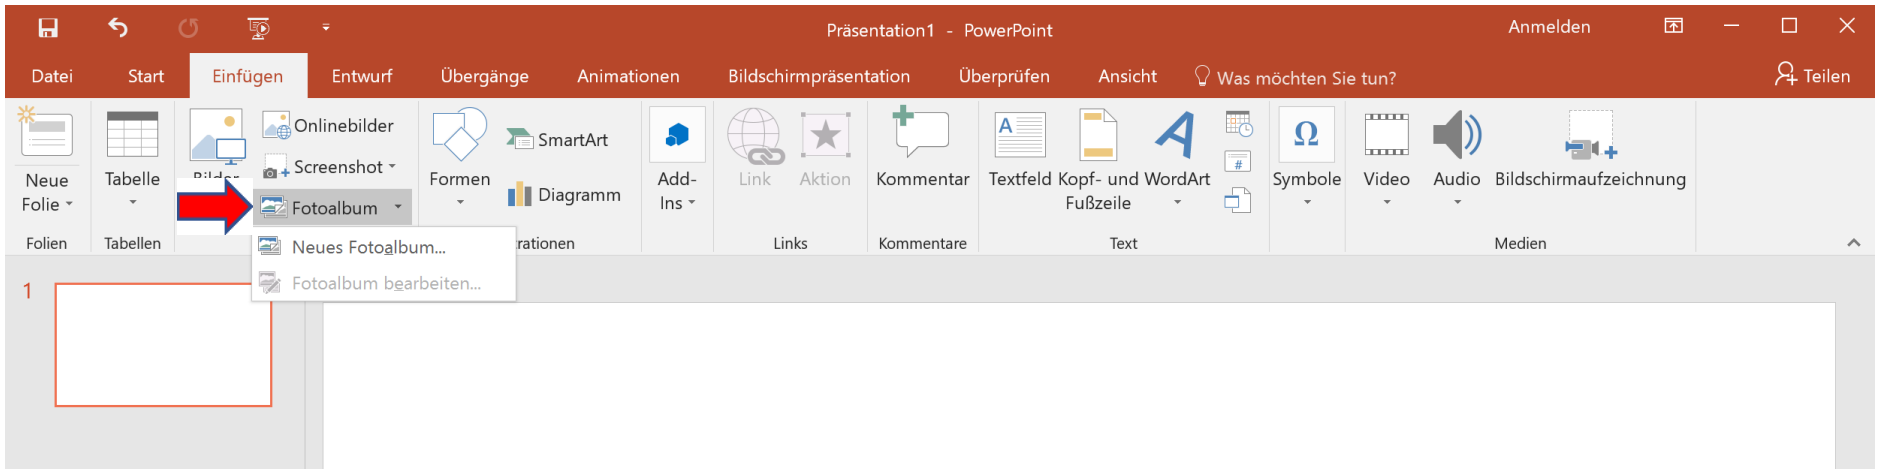 Präsentation1 - PowerPoint
Anmelden
Datei Start Einfügen Entwurf Übergänge Animationen Bildschirmpräsentation Überprüfen Ansicht Was möchten Sie tun? Teilen
Neue
Folie
Folien
Tabelle
Tabellen
Bilder
Onlinebilder
Screenshot
Fotoalbum
Neues Fotoalbum...
Fotoalbum bearbeiten...
Formen
SmartArt
Diagramm
rationen
Add-
Ins
Link
Aktion
Links
Kommentar
Kommentare
A
Textfeld
Kopf- und
Fußzeile
A
WordArt
#
Text
Ω
Symbole
Video
Audio
Bildschirmaufzeichnung
Medien
1